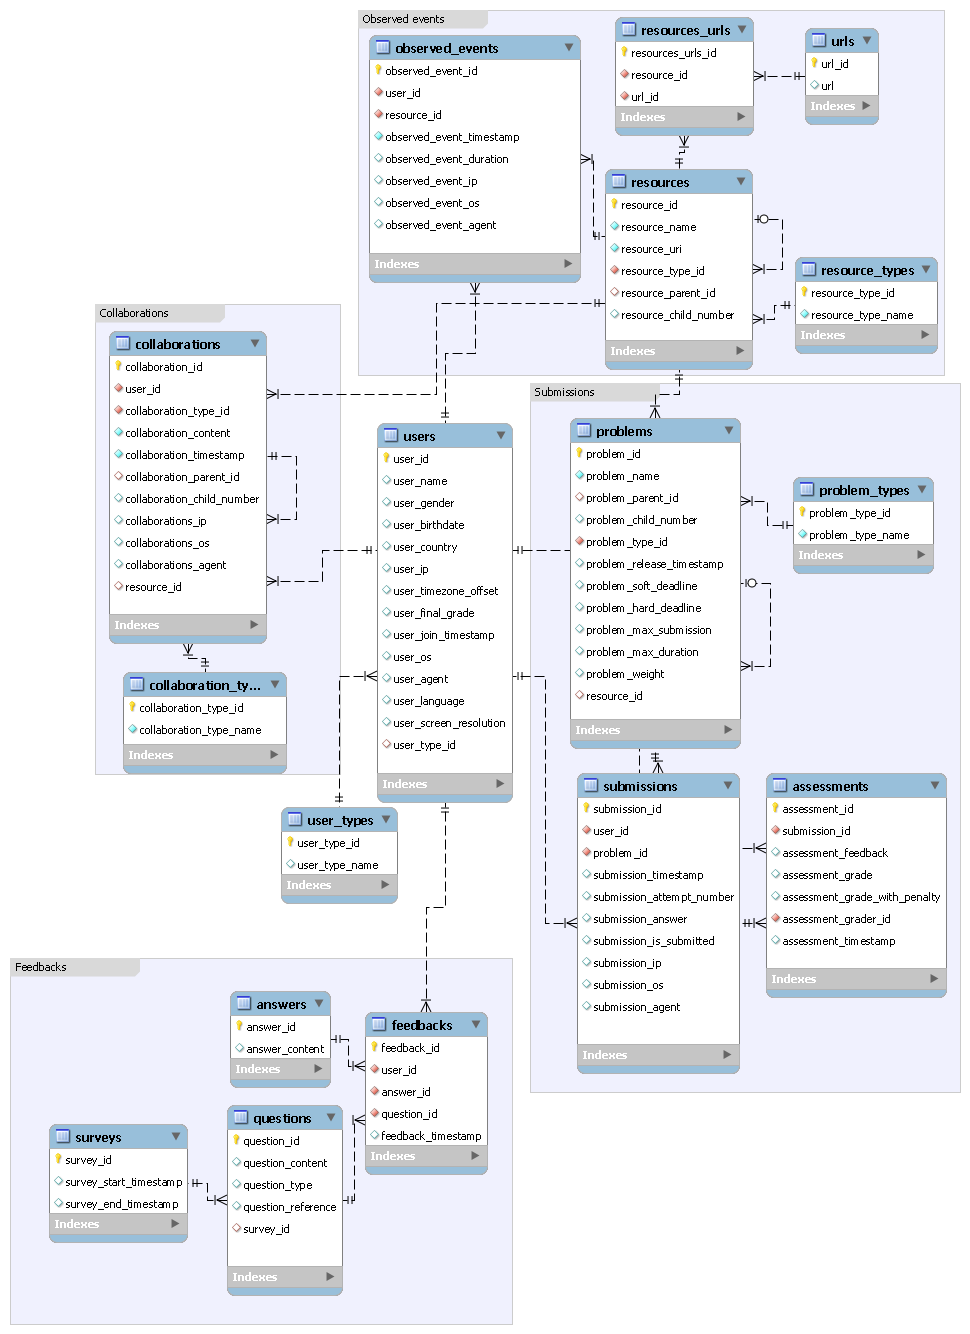 Observed events
observed_events
observed_event_id
user_id
resource_id
observed_event_timestamp
observed_event_duration
observed_event_ip
observed_event_os
observed_event_agent
Indexes
resources_urls
resources_urls_id
resource_id
url_id
Indexes
urls
url_id
url
Indexes
resources
resource_id
resource_name
resource_uri
resource_type_id
resource_parent_id
resource_child_number
Indexes
resource_types
resource_type_id
resource_type_name
Indexes
Collaborations
collaborations
collaboration_id
user_id
collaboration_type_id
collaboration_content
collaboration_timestamp
collaboration_parent_id
collaboration_child_number
collaborations_ip
collaborations_os
collaborations_agent
resource_id
Indexes
collaboration_ty...
collaboration_type_id
collaboration_type_name
Indexes
users
user_id
user_name
user_gender
user_birthdate
user_country
user_ip
user_timezone_offset
user_final_grade
user_join_timestamp
user_os
user_agent
user_language
user_screen_resolution
user_type_id
Indexes
user_types
user_type_id
user_type_name
Indexes
Submissions
problems
problem_id
problem_name
problem_parent_id
problem_child_number
problem_type_id
problem_release_timestamp
problem_soft_deadline
problem_hard_deadline
problem_max_submission
problem_max_duration
problem_weight
resource_id
Indexes
problem_types
problem_type_id
problem_type_name
Indexes
submissions
submission_id
user_id
problem_id
submission_timestamp
submission_attempt_number
submission_answer
submission_is_submitted
submission_ip
submission_os
submission_agent
Indexes
assessments
assessment_id
submission_id
assessment_feedback
assessment_grade
assessment_grade_with_penalty
assessment_grader_id
assessment_timestamp
Indexes
Feedbacks
answers
answer_id
answer_content
Indexes
feedbacks
feedback_id
user_id
answer_id
question_id
feedback_timestamp
Indexes
surveys
survey_id
survey_start_timestamp
survey_end_timestamp
Indexes
questions
question_id
question_content
question_type
question_reference
survey_id
Indexes